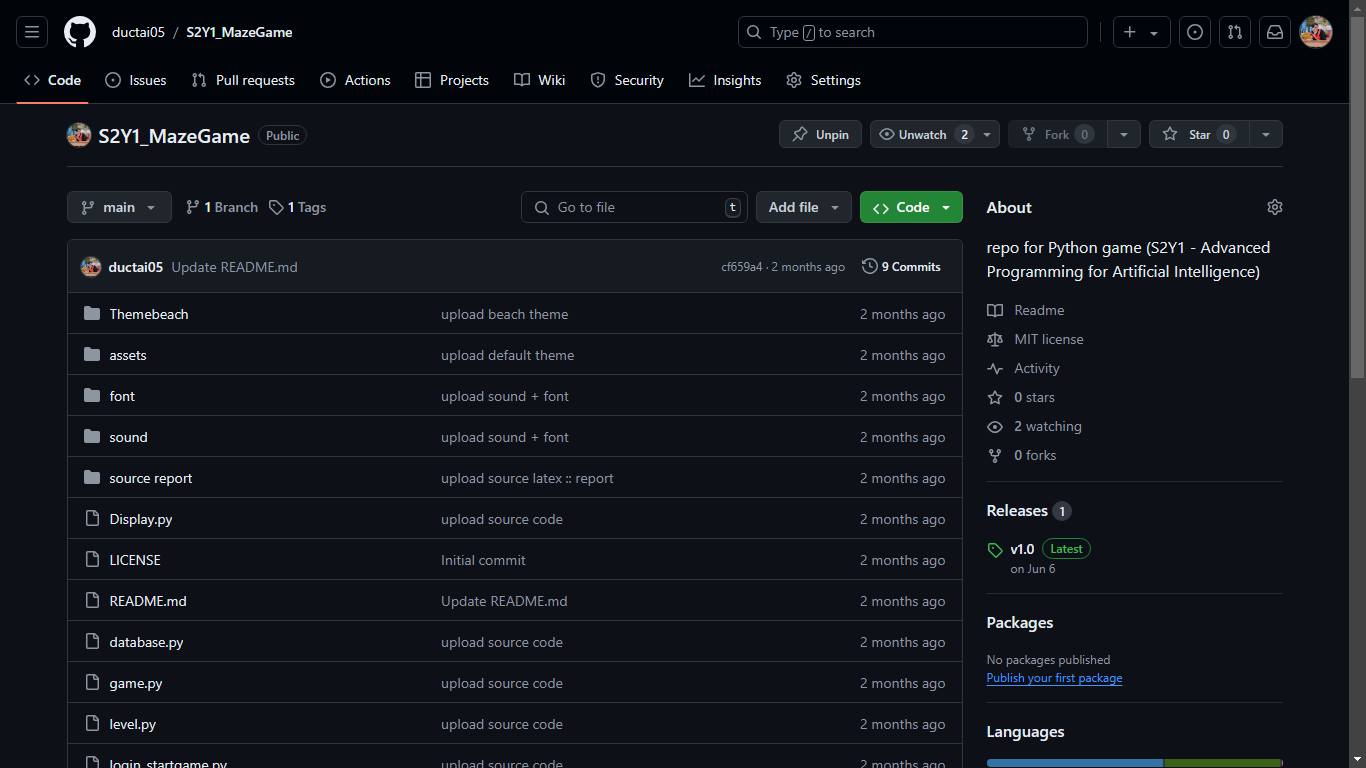 ductai05 / S2Y1_MazeGame
Type / to search
Code Issues Pull requests Actions Projects Wiki Security Insights Settings
S2Y1_MazeGame Public
Unpin Unwatch 2 Fork 0 Star 0
main 1 Branch 1 Tags Go to file t Add file Code
ductai05 Update README.md cf659a4 · 2 months ago 9 Commits
Themebeach upload beach theme 2 months ago
assets upload default theme 2 months ago
font upload sound + font 2 months ago
sound upload sound + font 2 months ago
source report upload source latex :: report 2 months ago
Display.py upload source code 2 months ago
LICENSE Initial commit 2 months ago
README.md Update README.md 2 months ago
database.py upload source code 2 months ago
game.py upload source code 2 months ago
level.py upload source code 2 months ago
login_startgame.py upload source code 2 months ago
About
repo for Python game (S2Y1 - Advanced
Programming for Artificial Intelligence)
Readme
MIT license
Activity
0 stars
2 watching
0 forks
Releases 1
v1.0 Latest
on Jun 6
Packages
No packages published
Publish your first package
Languages